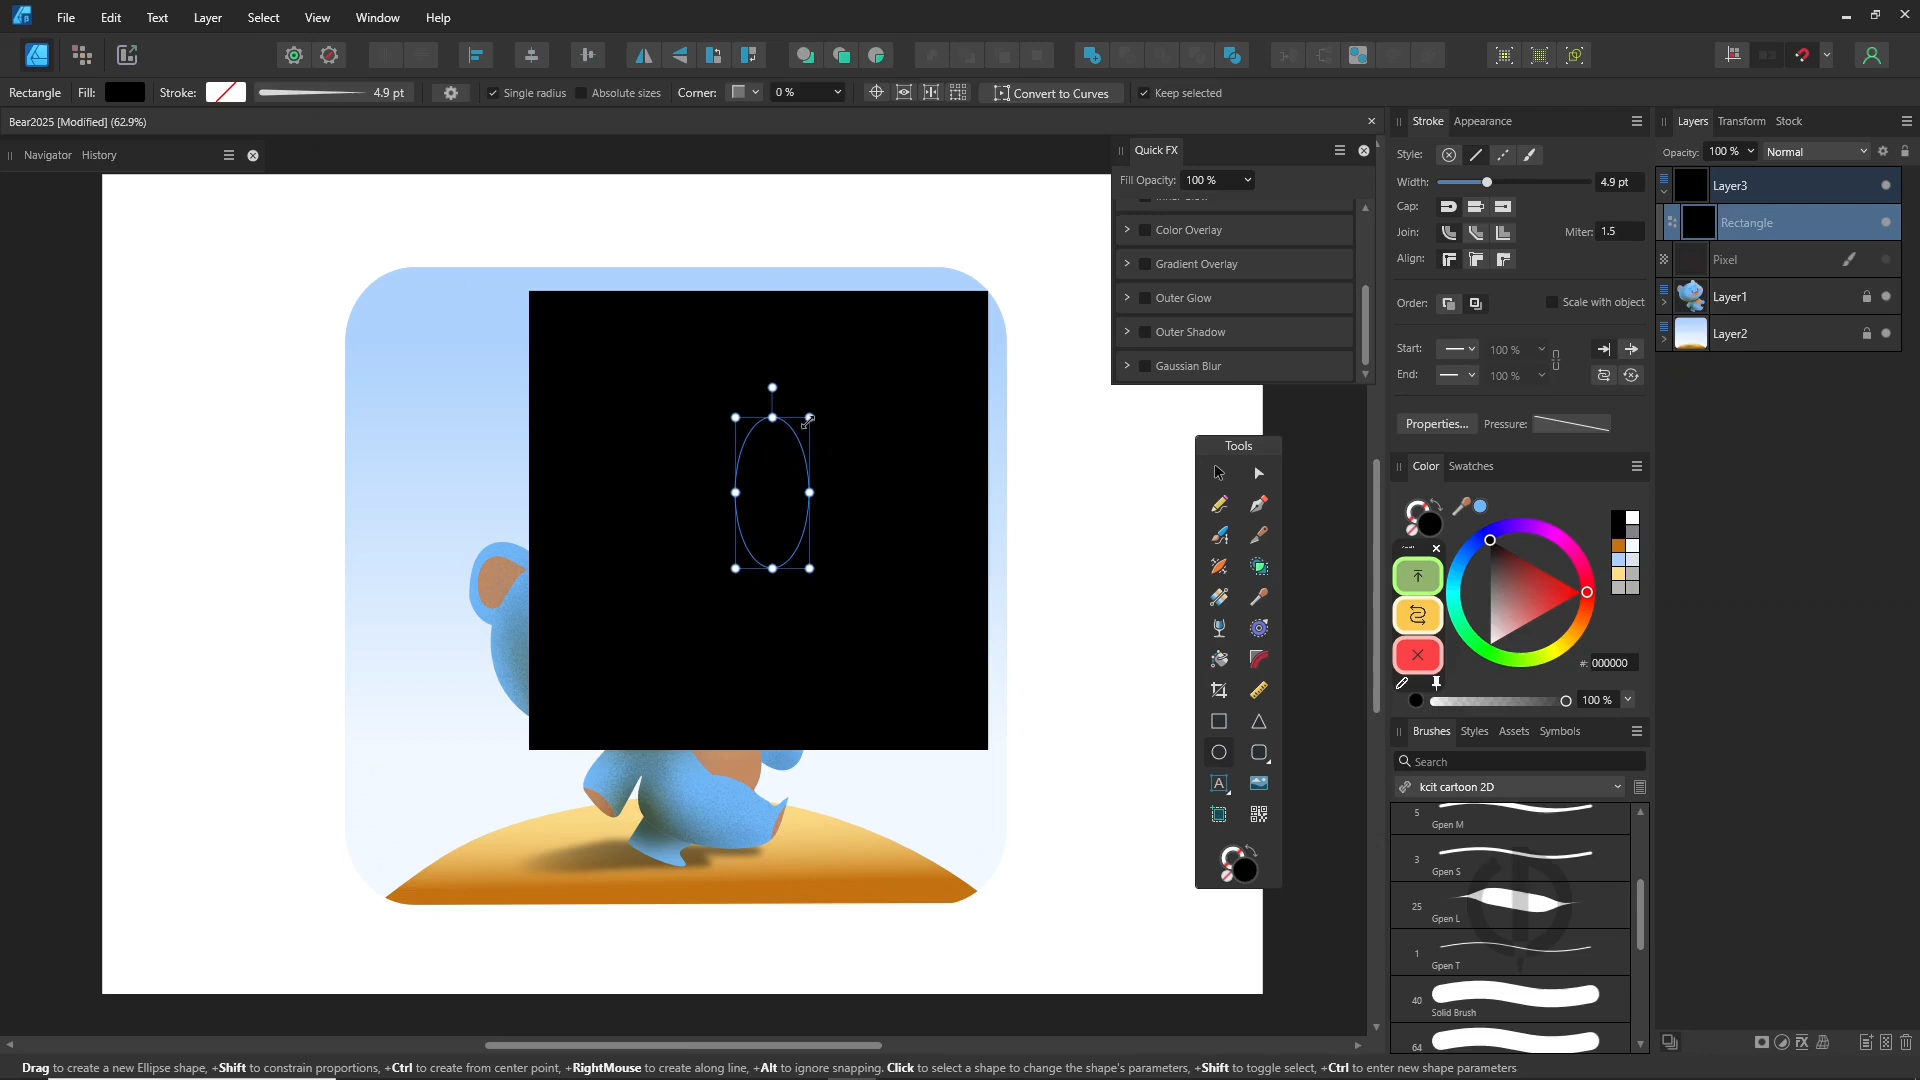 File Edit Text Layer Select View Window Help
Rectangle Fill: Stroke: 4.9 pt Single radius Absolute sizes Corner: 0 % Convert to Curves Keep selected
Bear2025 [Modified] (62.9%)
Navigator History
Quick FX
Fill Opacity: 100 %
Color Overlay
Gradient Overlay
Outer Glow
Outer Shadow
Gaussian Blur
Tools
Stroke Appearance
Style:
Width: 4.9 pt
Cap:
Join: Miter: 1.5
Align:
Order: Scale with object
Start: 100 %
End: 100 %
Properties... Pressure:
Color Swatches
#: 000000
100 %
Brushes Styles Assets Symbols
Search
kcit cartoon 2D
5 Gpen M
3 Gpen S
25 Gpen L
1 Gpen T
40 Solid Brush
64
Layers Transform Stock
Opacity: 100 % Normal
Layer3
Rectangle
Pixel
Layer1
Layer2
Drag to create a new Ellipse shape, +Shift to constrain proportions, +Ctrl to create from center point, +RightMouse to create along line, +Alt to ignore snapping. Click to select a shape to change the shape's parameters, +Shift to toggle select, +Ctrl to enter new shape parameters